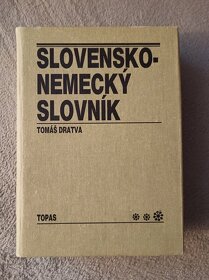 SLOVENSKO-
NEMECKÝ
SLOVNÍK
TOMÁŠ DRATVA
TOPAS